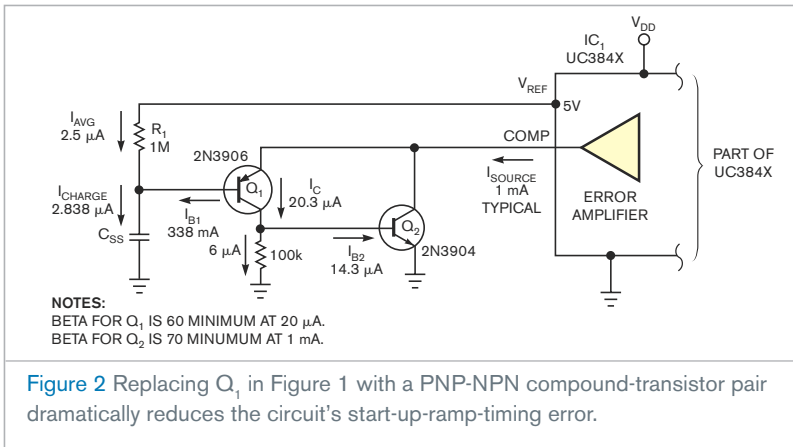 V_DD
IC_1
UC384X
V_REF
5V
I_AVG
2.5 µA
R_1
1M
2N3906
COMP
PART OF
UC384X
I_SOURCE
1 mA
TYPICAL
ERROR
AMPLIFIER
Q_1
I_C
20.3 µA
I_CHARGE
2.838 µA
I_B1
338 mA
Q_2
C_SS
6 µA
100k
I_B2
14.3 µA
2N3904
NOTES:
BETA FOR Q_1 IS 60 MINIMUM AT 20 µA.
BETA FOR Q_2 IS 70 MINUMUM AT 1 mA.
Figure 2 Replacing Q_1 in Figure 1 with a PNP-NPN compound-transistor pair
dramatically reduces the circuit's start-up-ramp-timing error.